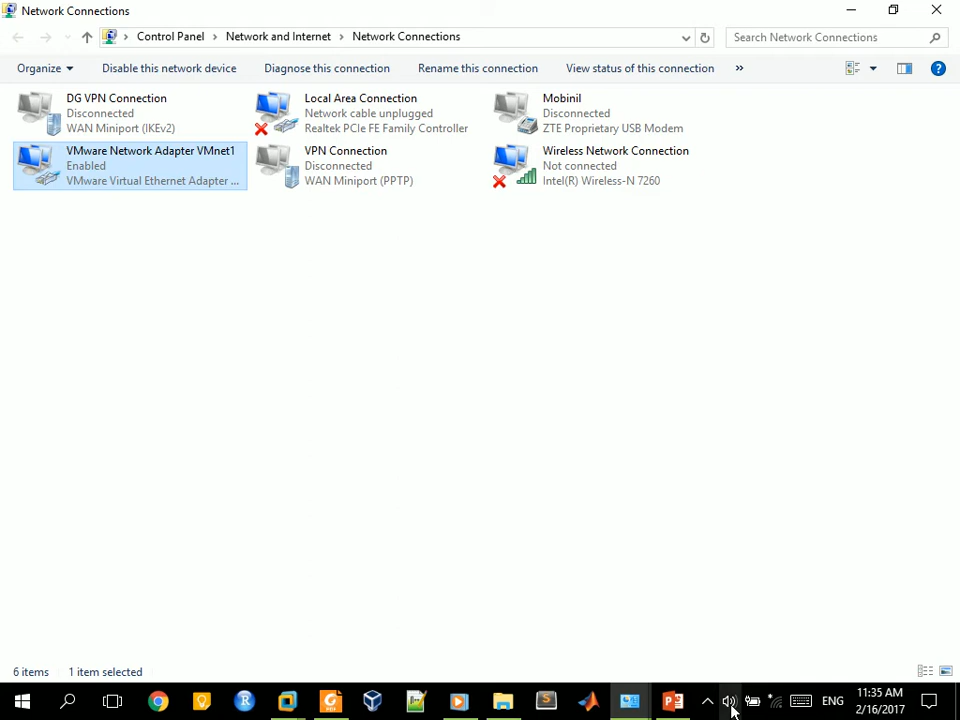 Network Connections
Control Panel > Network and Internet > Network Connections
Search Network Connections
Organize
Disable this network device
Diagnose this connection
Rename this connection
View status of this connection
»
DG VPN Connection
Disconnected
WAN Miniport (IKEv2)
Local Area Connection
Network cable unplugged
Realtek PCIe FE Family Controller
Mobinil
Disconnected
ZTE Proprietary USB Modem
VMware Network Adapter VMnet1
Enabled
VMware Virtual Ethernet Adapter ...
VPN Connection
Disconnected
WAN Miniport (PPTP)
Wireless Network Connection
Not connected
Intel(R) Wireless-N 7260
6 items
1 item selected
ENG
11:35 AM
2/16/2017